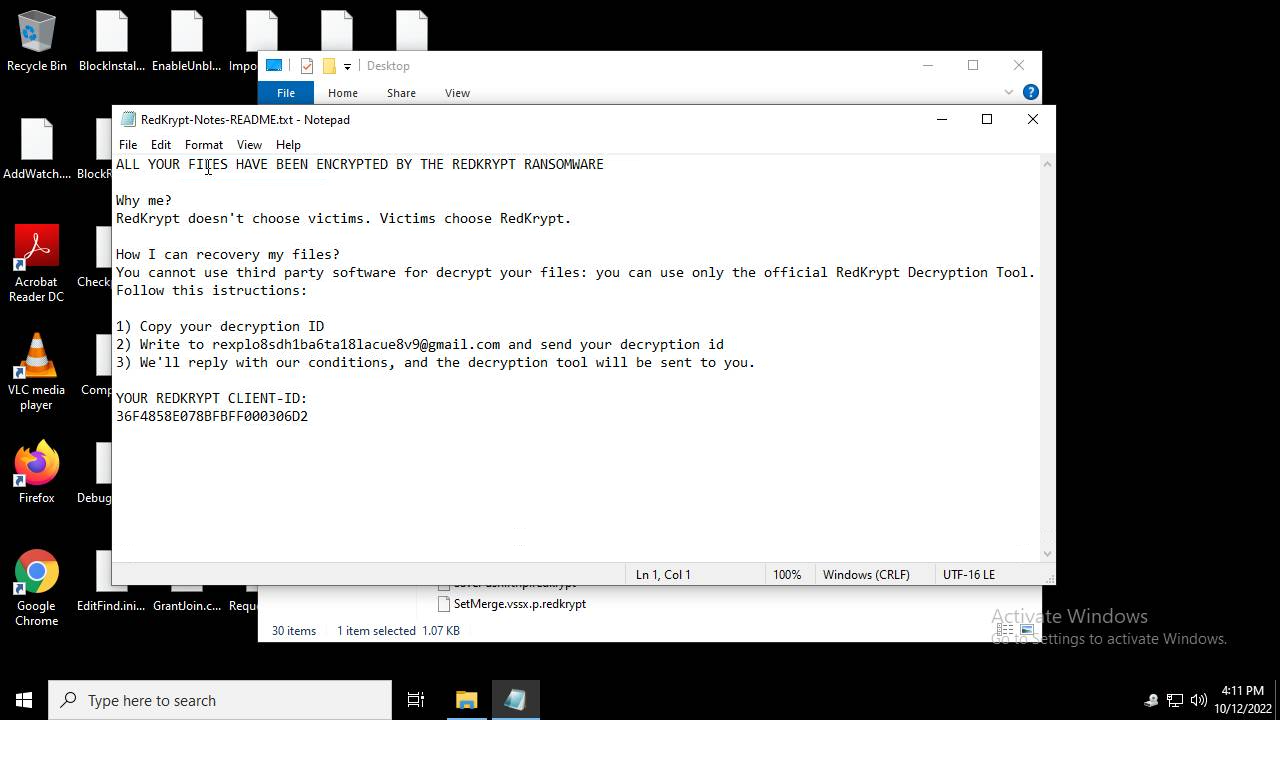 Recycle Bin
BlockInstal...
EnableUnbl...
Impo
Desktop
File
Home
Share
View
RedKrypt-Notes-README.txt - Notepad
File Edit Format View Help
AddWatch....
BlockR
ALL YOUR FILES HAVE BEEN ENCRYPTED BY THE REDKRYPT RANSOMWARE
Why me?
RedKrypt doesn't choose victims. Victims choose RedKrypt.
How I can recovery my files?
You cannot use third party software for decrypt your files: you can use only the official RedKrypt Decryption Tool.
Follow this istructions:
1) Copy your decryption ID
2) Write to rexplo8sdh1ba6ta18lacue8v9@gmail.com and send your decryption id
3) We'll reply with our conditions, and the decryption tool will be sent to you.
YOUR REDKRYPT CLIENT-ID:
36F4858E078BFBFF000306D2
Acrobat
Reader DC
Check
VLC media
player
Comp
Firefox
Debug
Ln 1, Col 1
100%
Windows (CRLF)
UTF-16 LE
Google
Chrome
EditFind.ini...
GrantJoin.c...
Requ
SetMerge.vssx.p.redkrypt
30 items
1 item selected 1.07 KB
Activate Windows
Go to Settings to activate Windows.
Type here to search
4:11 PM
10/12/2022